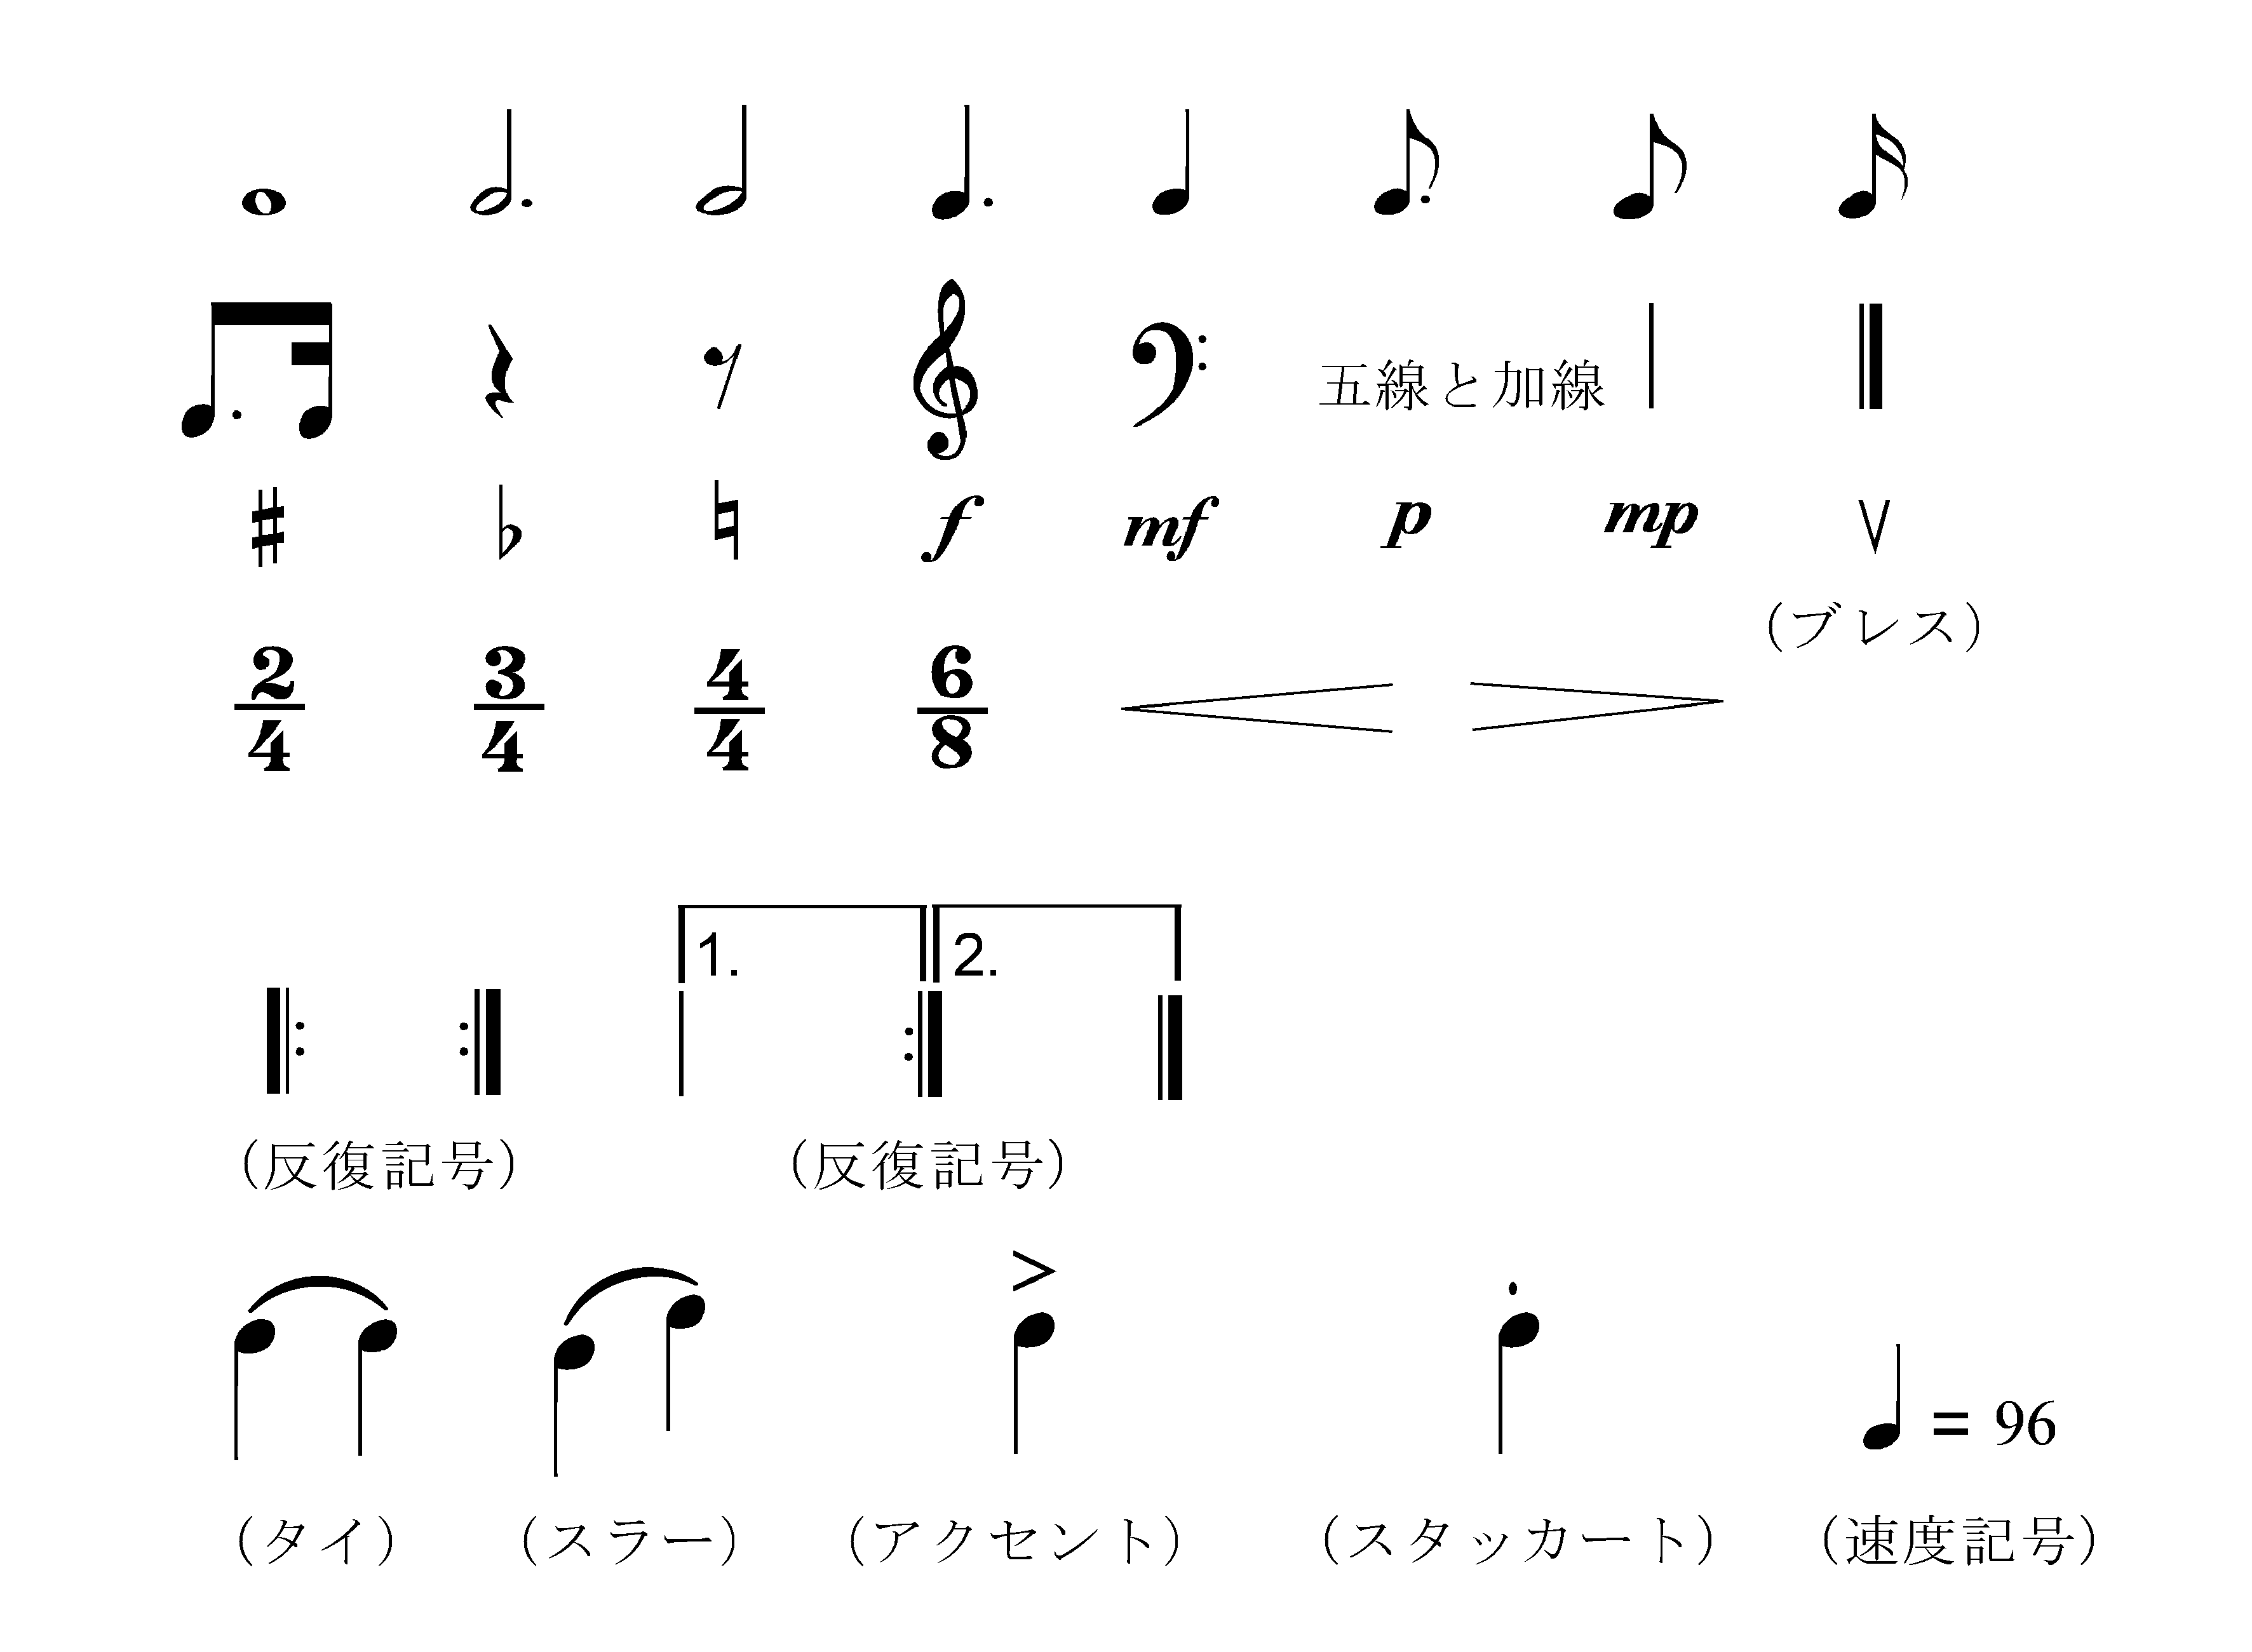 五線と加線
f mf p mp
(ブレス)
2 3 4 6
4 4 4 8
1. 2.
(反復記号) (反復記号)
= 96
(タイ) (スラー) (アクセント) (スタッカート) (速度記号)